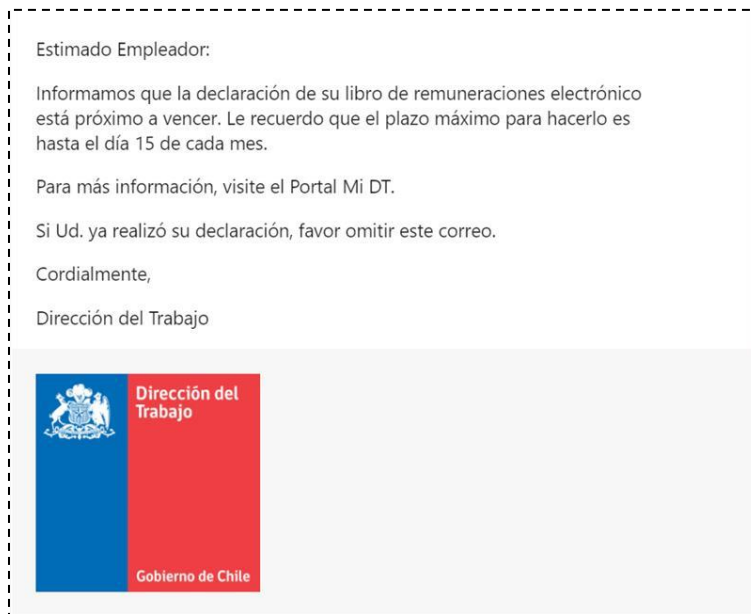 Estimado Empleador:
Informamos que la declaración de su libro de remuneraciones electrónico
está próximo a vencer. Le recuerdo que el plazo máximo para hacerlo es
hasta el día 15 de cada mes.
Para más información, visite el Portal Mi DT.
Si Ud. ya realizó su declaración, favor omitir este correo.
Cordialmente,
Dirección del Trabajo
Dirección del
Trabajo
Gobierno de Chile